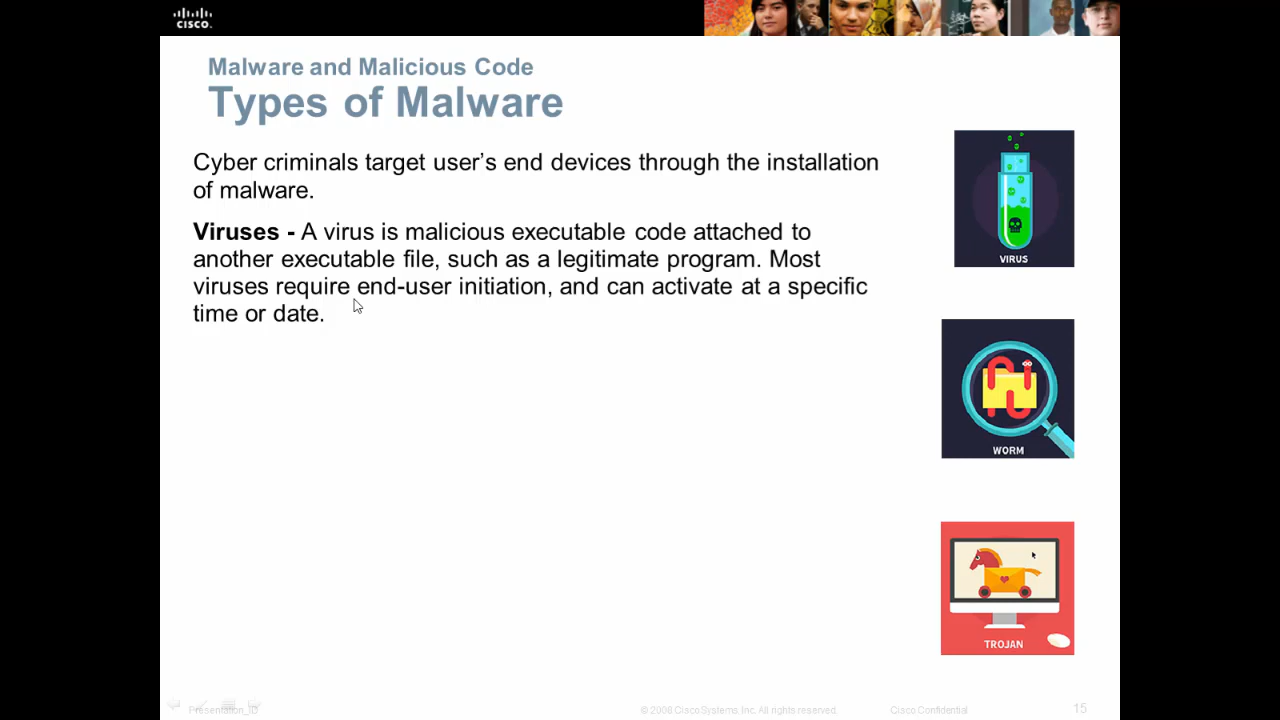 CISCO
Malware and Malicious Code
Types of Malware
Cyber criminals target user's end devices through the installation
of malware.
Viruses - A virus is malicious executable code attached to
another executable file, such as a legitimate program. Most
viruses require end-user initiation, and can activate at a specific
time or date.
VIRUS
WORM
TROJAN
Presentation_ID
© 2008 Cisco Systems, Inc. All rights reserved.
Cisco Confidential
15